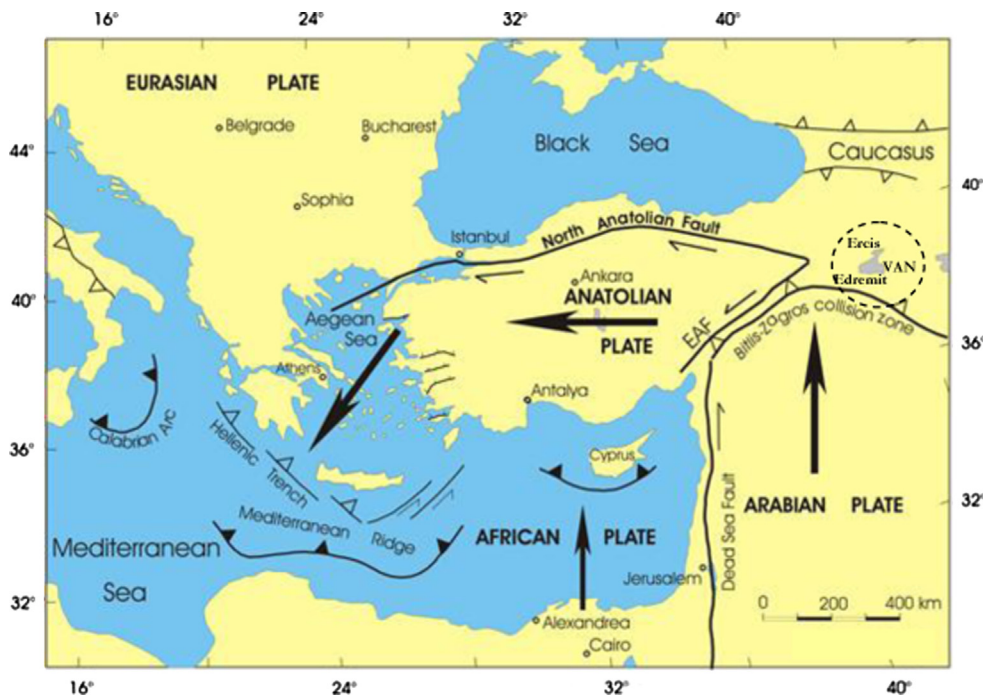 16° 24° 32° 40°
EURASIAN PLATE
Belgrade
Bucharest
Black Sea
Caucasus
44°
40°
Sophia
Istanbul
North Anatolian Fault
Ercis
VAN
Edremit
Ankara
ANATOLIAN
PLATE
40°
Aegean
Sea
EAF
Bitlis-Zagros collision zone
36°
Athens
Antalya
Calabrian Arc
Hellenic Trench
Cyprus
36°
Mediterranean Ridge
AFRICAN PLATE
ARABIAN PLATE
32°
Mediterranean
Sea
Dead Sea Fault
Jerusalem
32°
Alexandrea
Cairo
0 200 400 km
16° 24° 32° 40°